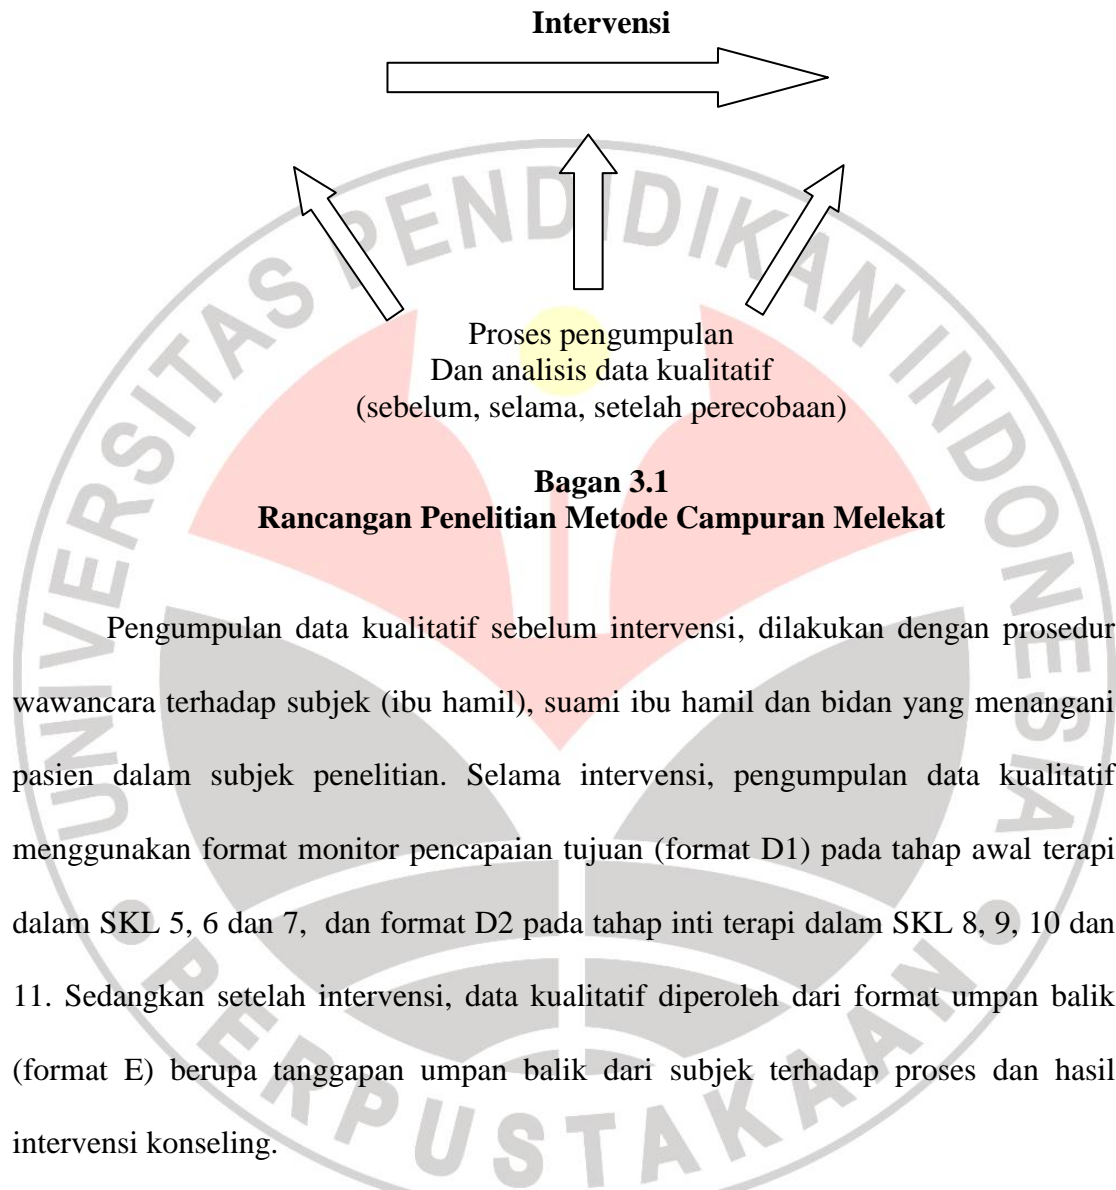 Intervensi
Proses pengumpulan
Dan analisis data kualitatif
(sebelum, selama, setelah perecobaan)
Bagan 3.1
Rancangan Penelitian Metode Campuran Melekat
Pengumpulan data kualitatif sebelum intervensi, dilakukan dengan prosedur
wawancara terhadap subjek (ibu hamil), suami ibu hamil dan bidan yang menangani
pasien dalam subjek penelitian. Selama intervensi, pengumpulan data kualitatif
menggunakan format monitor pencapaian tujuan (format D1) pada tahap awal terapi
dalam SKL 5, 6 dan 7, dan format D2 pada tahap inti terapi dalam SKL 8, 9, 10 dan
11. Sedangkan setelah intervensi, data kualitatif diperoleh dari format umpan balik
(format E) berupa tanggapan umpan balik dari subjek terhadap proses dan hasil
intervensi konseling.
UNIVERSITAS PENDIDIKAN INDONESIA
PERPUSTAKAAN